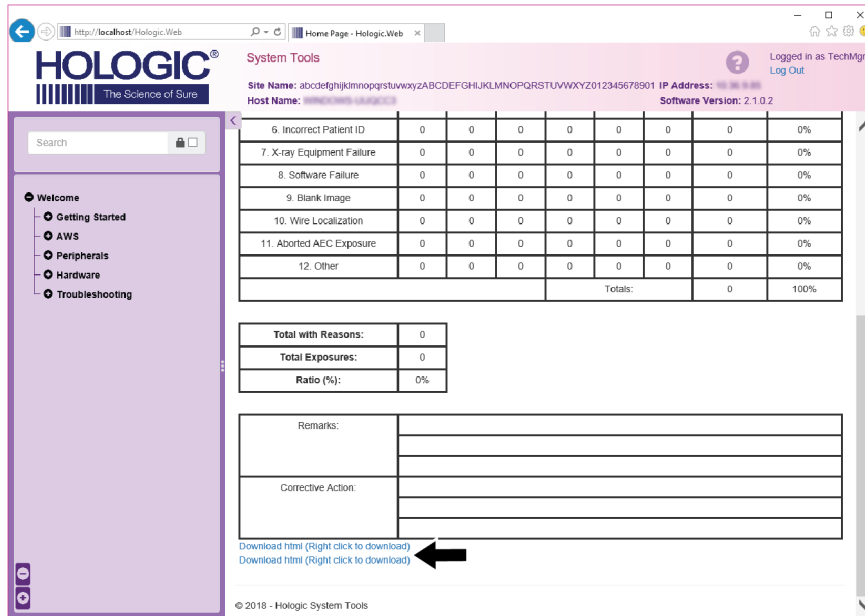 http://localhost/Hologic.Web
Home Page - Hologic.Web
HOLOGIC®
The Science of Sure
System Tools
Logged in as TechMgr
Log Out
Site Name: abcdefghijklmnopqrstuvwxyzABCDEFGHIJKLMNOPQRSTUVWXYZ012345678901 IP Address:
Host Name: Software Version: 2.1.0.2
Search
Welcome
Getting Started
AWS
Peripherals
Hardware
Troubleshooting
6. Incorrect Patient ID 0 0 0 0 0 0 0 0%
7. X-ray Equipment Failure 0 0 0 0 0 0 0 0%
8. Software Failure 0 0 0 0 0 0 0 0%
9. Blank Image 0 0 0 0 0 0 0 0%
10. Wire Localization 0 0 0 0 0 0 0 0%
11. Aborted AEC Exposure 0 0 0 0 0 0 0 0%
12. Other 0 0 0 0 0 0 0 0%
Totals: 0 100%
Total with Reasons: 0
Total Exposures: 0
Ratio (%): 0%
Remarks:
Corrective Action:
Download html (Right click to download)
Download html (Right click to download)
© 2018 - Hologic System Tools